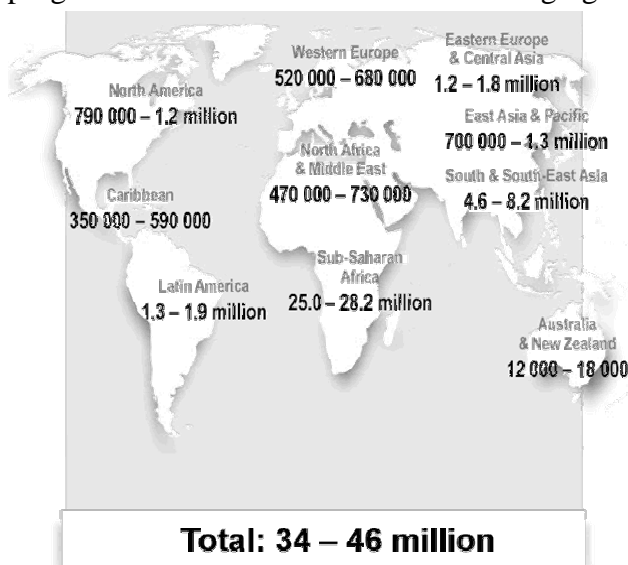 Western Europe
520 000 – 680 000
Eastern Europe
& Central Asia
1.2 – 1.8 million
North America
790 000 – 1.2 million
East Asia & Pacific
700 000 – 1.3 million
North Africa
& Middle East
470 000 – 730 000
South & South-East Asia
4.6 – 8.2 million
Caribbean
350 000 – 590 000
Sub-Saharan
Africa
25.0 – 28.2 million
Latin America
1.3 – 1.9 million
Australia
& New Zealand
12 000 – 18 000
Total: 34 – 46 million